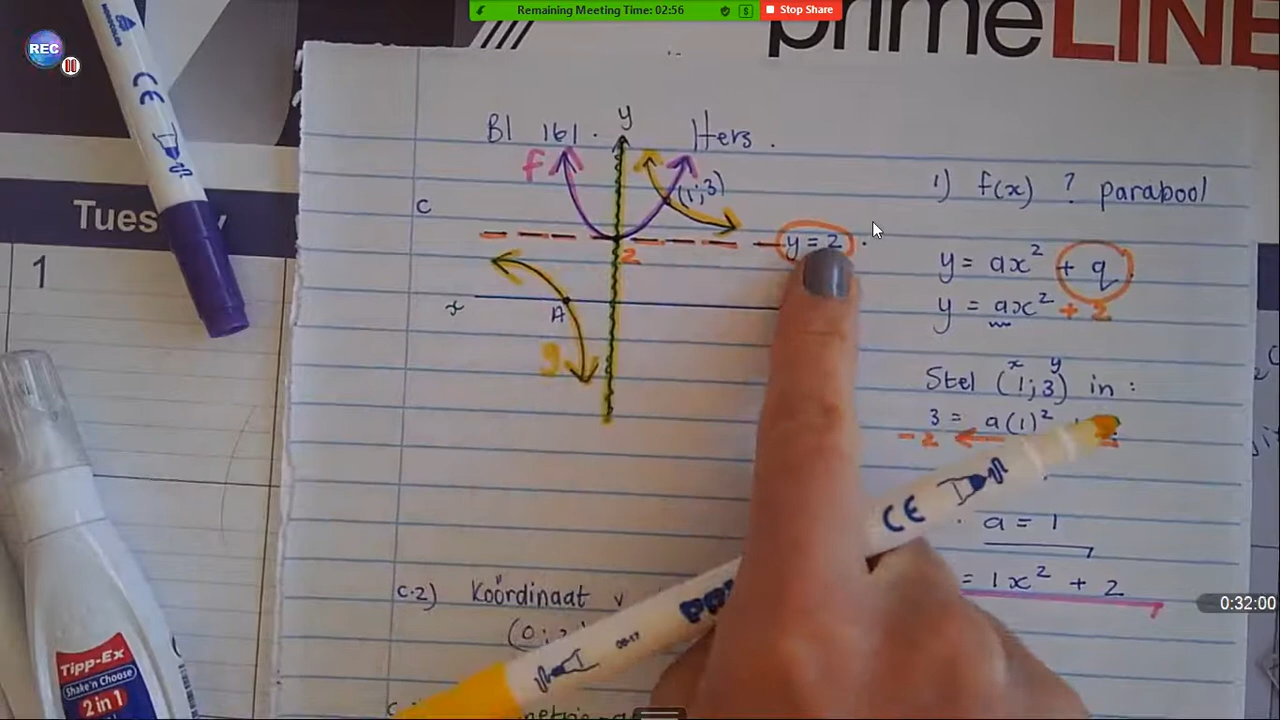 Remaining Meeting Time: 02:56
Stop Share
REC
primeLINE
Tuesday
1
Bl 161. Hers.
y
f
(1;3)
c
y = 2
2
x
A
g
1) f(x) ? parabool
y = ax² + q
y = ax² + 2
x y
Stel (1;3) in :
3 = a(1)²
- 2
a = 1
= 1x² + 2
0:32:00
c.2) Koördinaat v
CE
CE
Tipp-Ex
Shake'n Choose
2 in 1